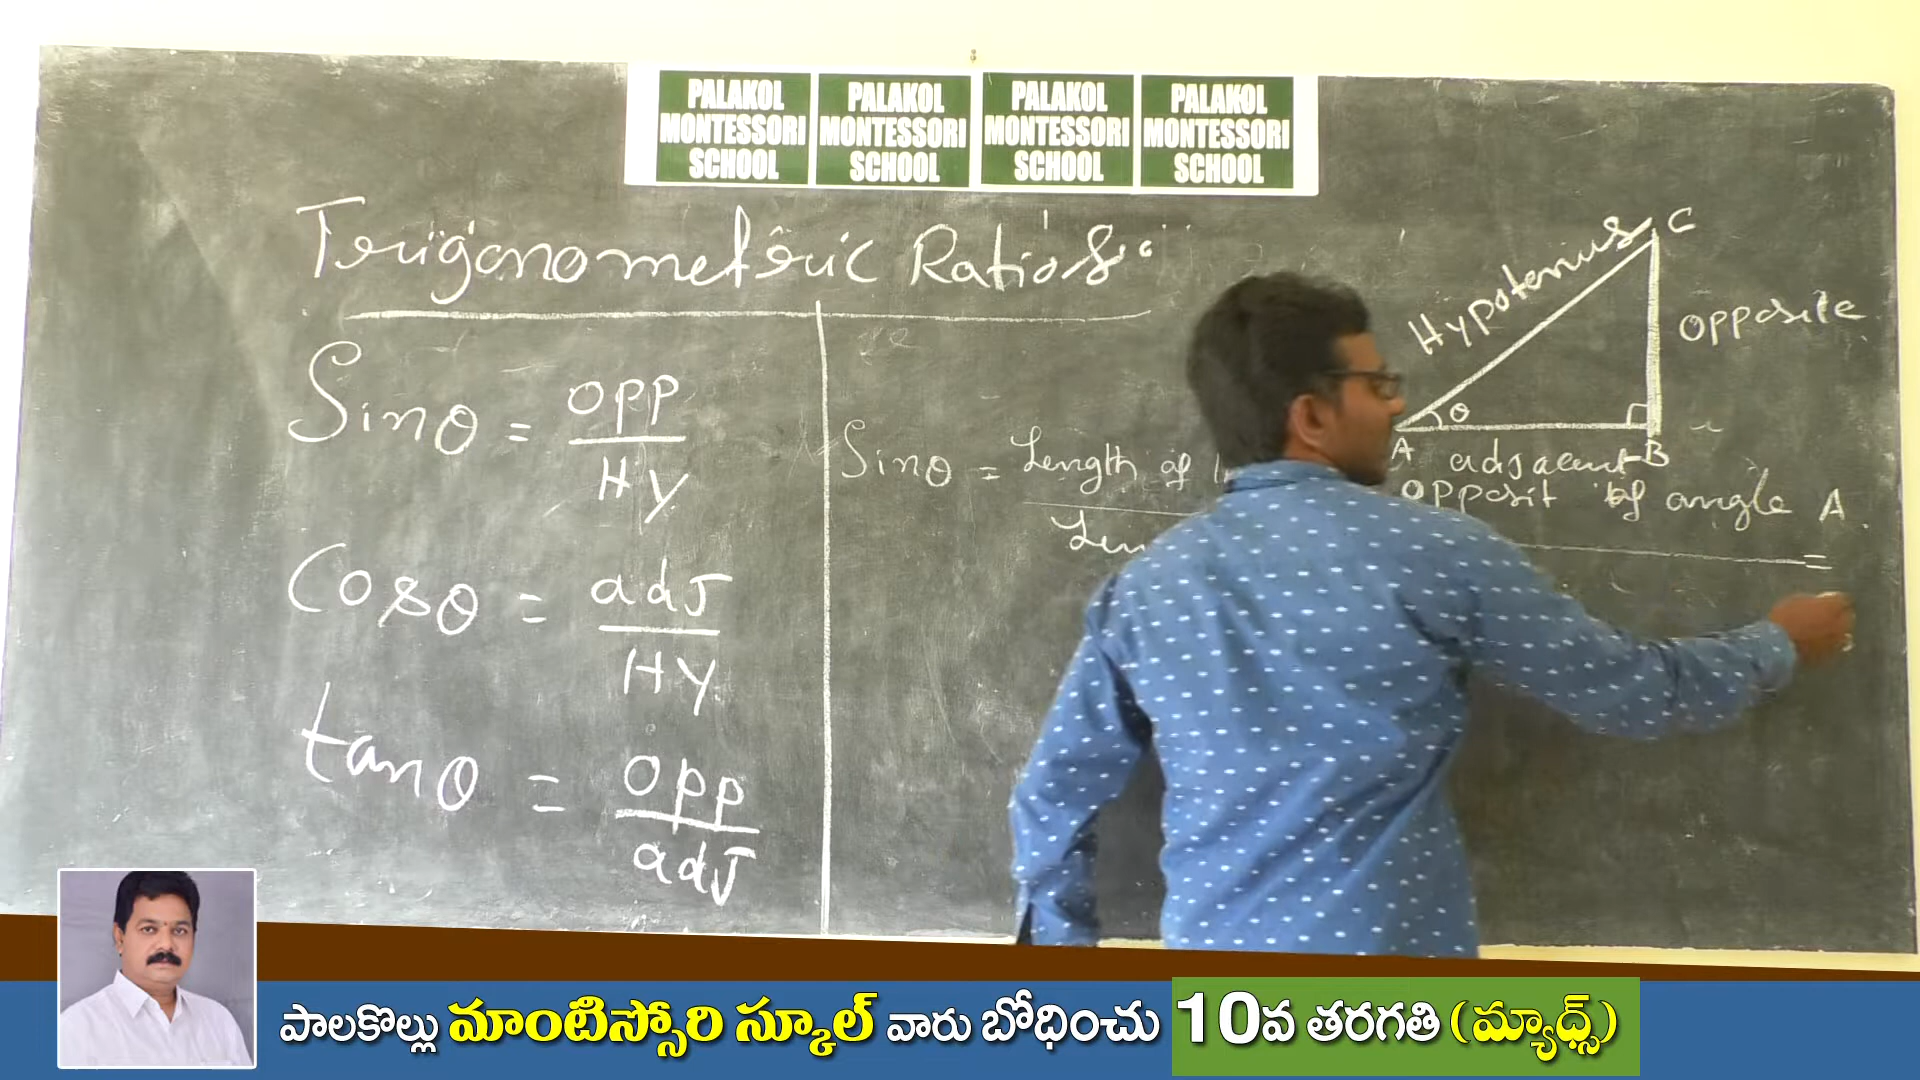 PALAKOL MONTESSORI SCHOOL PALAKOL MONTESSORI SCHOOL PALAKOL MONTESSORI SCHOOL PALAKOL MONTESSORI SCHOOL
Trigonometric Ratios:
Sinθ = opp
HY
Cosθ = adJ
HY
tanθ = opp
adJ
C
Hypotenius
opposite
θ
A
B
adjacent
Sinθ = Length of
opposit of angle A
=
పాలకొల్లు మాంటిస్సోరి స్కూల్ వారు బోధించు 10వ తరగతి (మ్యాధ్స్)